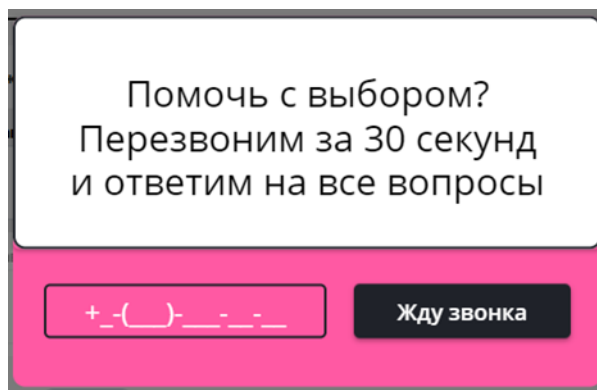 Помочь с выбором?
Перезвоним за 30 секунд
и ответим на все вопросы
+_-(___)-___-__-__
Жду звонка